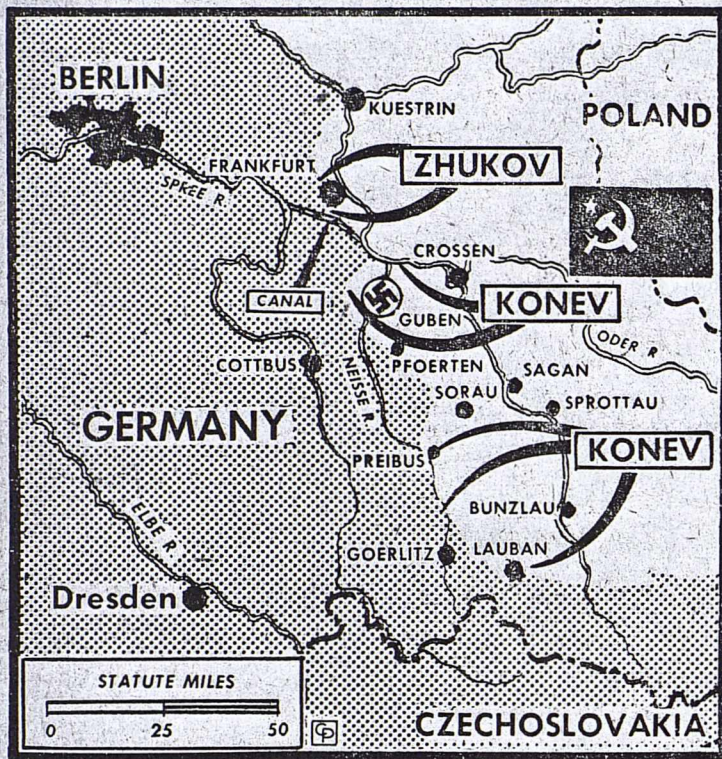 BERLIN
KUESTRIN
POLAND
FRANKFURT
ZHUKOV
SPREE R.
CROSSEN
CANAL
KONEV
GUBEN
ODER R
COTTBUS
NEISSE R.
PFOERTEN
SAGAN
SORAU
SPROTTAU
GERMANY
PREIBUS
KONEV
ELBE R.
BUNZLAU
GOERLITZ
LAUBAN
Dresden
STATUTE MILES
0 25 50
CP
CZECHOSLOVAKIA